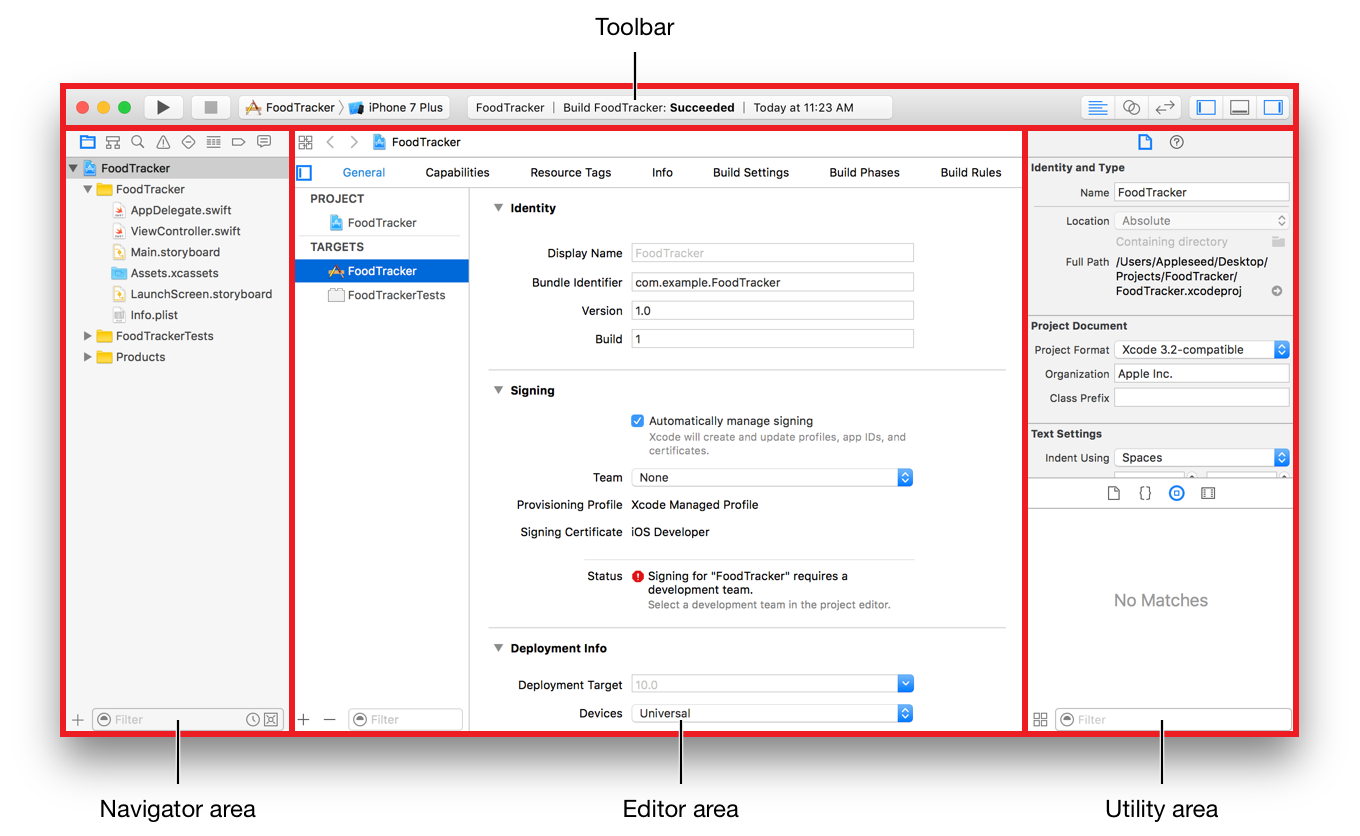 Toolbar
FoodTracker
iPhone 7 Plus
FoodTracker | Build FoodTracker: Succeeded | Today at 11:23 AM
FoodTracker
FoodTracker
AppDelegate.swift
ViewController.swift
Main.storyboard
Assets.xcassets
LaunchScreen.storyboard
Info.plist
FoodTrackerTests
Products
Filter
FoodTracker
General Capabilities Resource Tags Info Build Settings Build Phases Build Rules
PROJECT
FoodTracker
TARGETS
FoodTracker
FoodTrackerTests
Filter
Identity
Display Name FoodTracker
Bundle Identifier com.example.FoodTracker
Version 1.0
Build 1
Signing
Automatically manage signing
Xcode will create and update profiles, app IDs, and
certificates.
Team None
Provisioning Profile Xcode Managed Profile
Signing Certificate iOS Developer
Status Signing for "FoodTracker" requires a
development team.
Select a development team in the project editor.
Deployment Info
Deployment Target 10.0
Devices Universal
Identity and Type
Name FoodTracker
Location Absolute
Containing directory
Full Path /Users/Appleseed/Desktop/
Projects/FoodTracker/
FoodTracker.xcodeproj
Project Document
Project Format Xcode 3.2-compatible
Organization Apple Inc.
Class Prefix
Text Settings
Indent Using Spaces
{}
No Matches
Filter
Navigator area
Editor area
Utility area